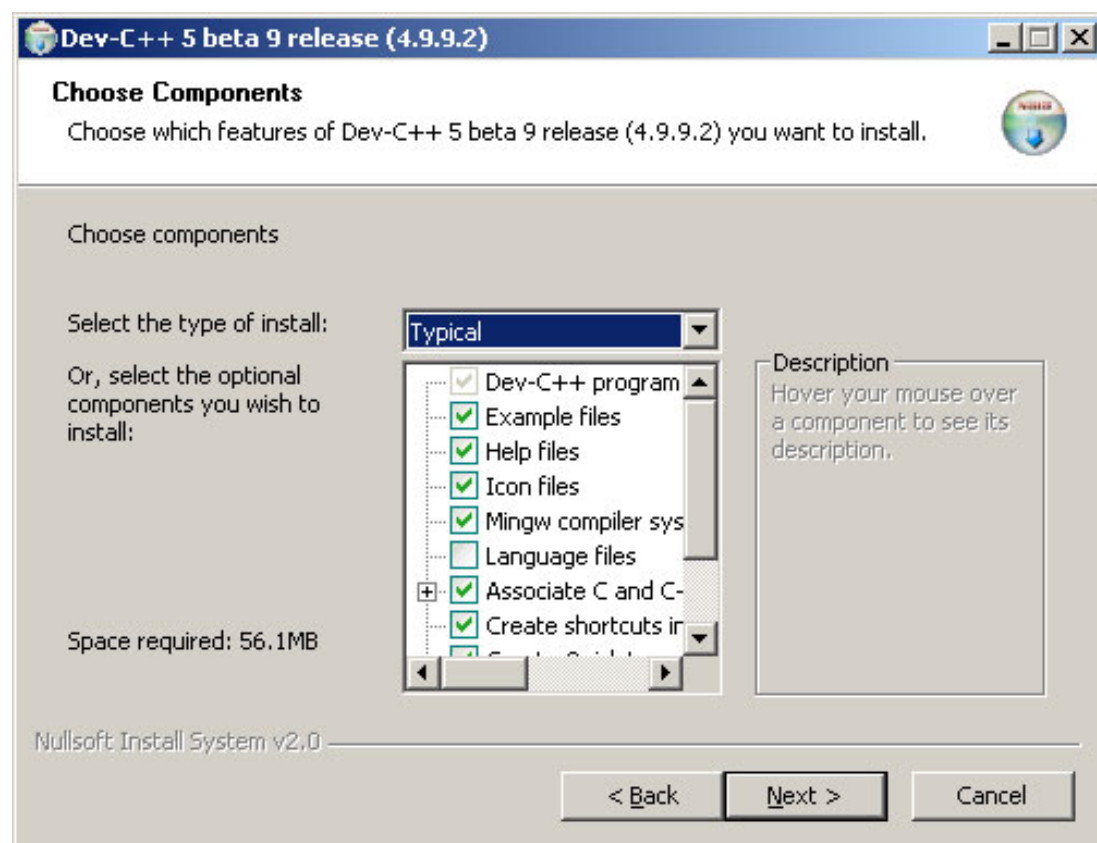 Dev-C++ 5 beta 9 release (4.9.9.2)
Choose Components
Choose which features of Dev-C++ 5 beta 9 release (4.9.9.2) you want to install.
Choose components
Select the type of install:
Typical
Or, select the optional
components you wish to
install:
Dev-C++ program
Example files
Help files
Icon files
Mingw compiler sys
Language files
Associate C and C-
Create shortcuts in
Description
Hover your mouse over
a component to see its
description.
Space required: 56.1MB
Nullsoft Install System v2.0
< Back
Next >
Cancel